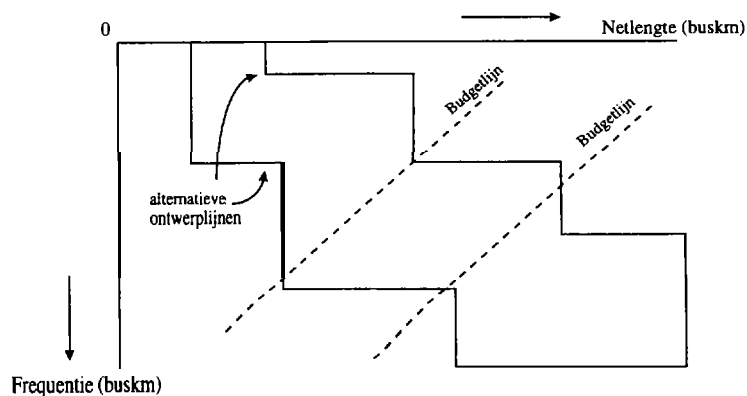 0
Netlengte (buskm)
Budgetlijn
Budgetlijn
alternatieve
ontwerplijnen
Frequentie (buskm)